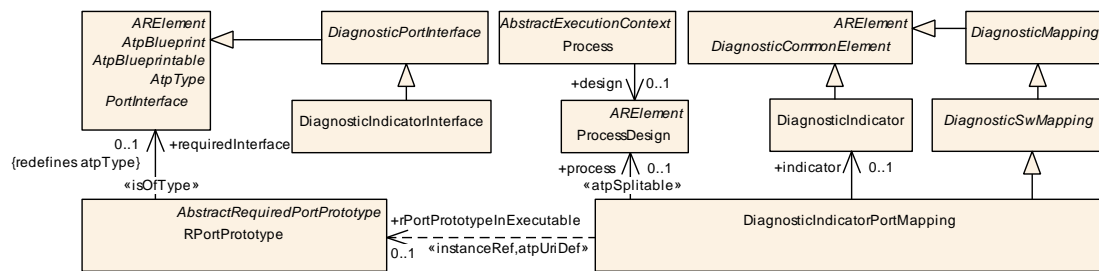 ARElement
AtpBlueprint
AtpBlueprintable
AtpType
PortInterface
DiagnosticPortInterface
AbstractExecutionContext
Process
ARElement
DiagnosticCommonElement
DiagnosticMapping
+design
0..1
DiagnosticIndicatorInterface
ARElement
ProcessDesign
DiagnosticIndicator
DiagnosticSwMapping
0..1
+requiredInterface
{redefines atpType}
«isOfType»
+process
0..1
«atpSplitable»
+indicator
0..1
AbstractRequiredPortPrototype
RPortPrototype
+rPortPrototypeInExecutable
0..1
«instanceRef,atpUriDef»
DiagnosticIndicatorPortMapping